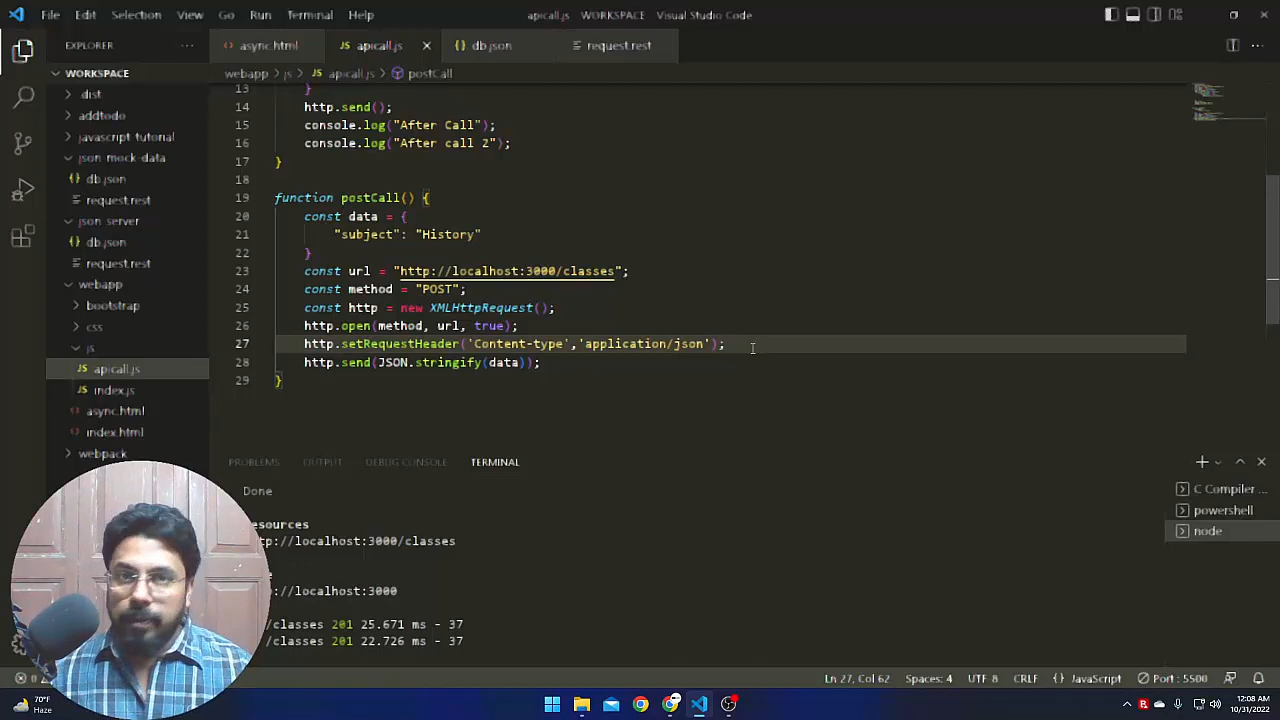 File Edit Selection View Go Run Terminal Help apicall.js WORKSPACE Visual Studio Code
EXPLORER ...
async.html apicall.js db.json request.rest
WORKSPACE
webapp > js > apicall.js > postCall
.dist
addtodo
javascript-tutorial
json mock-data
db.json
request.rest
json server
db.json
request.rest
webapp
bootstrap
css
js
apicall.js
index.js
async.html
index.html
webpack
13 }
14 http.send();
15 console.log("After Call");
16 console.log("After call 2");
17 }
18
19 function postCall() {
20 const data = {
21 "subject": "History"
22 }
23 const url = "http://localhost:3000/classes";
24 const method = "POST";
25 const http = new XMLHttpRequest();
26 http.open(method, url, true);
27 http.setRequestHeader('Content-type','application/json');
28 http.send(JSON.stringify(data));
29 }
PROBLEMS OUTPUT DEBUG CONSOLE TERMINAL
Done
esources
tp://localhost:3000/classes
http://localhost:3000
/classes 201 25.671 ms - 37
/classes 201 22.726 ms - 37
C Compiler ...
powershell
node
0
Ln 27, Col 62 Spaces: 4 UTF 8 CRLF {} JavaScript Port : 5500
70°F
Haze
12:08 AM
10/31/2022